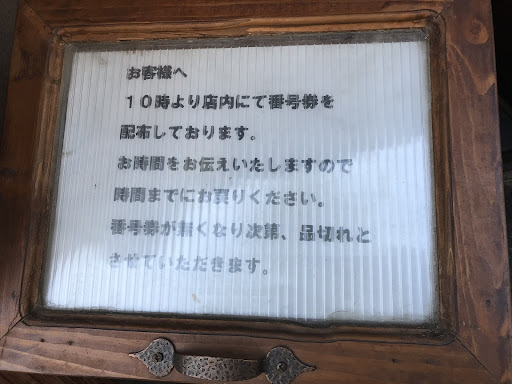 お客様へ
１０時より店内にて番号券を
配布しております。
お時間をお伝えいたしますので
時間までにお戻りください。
番号券が無くなり次第、品切れと
させていただきます。